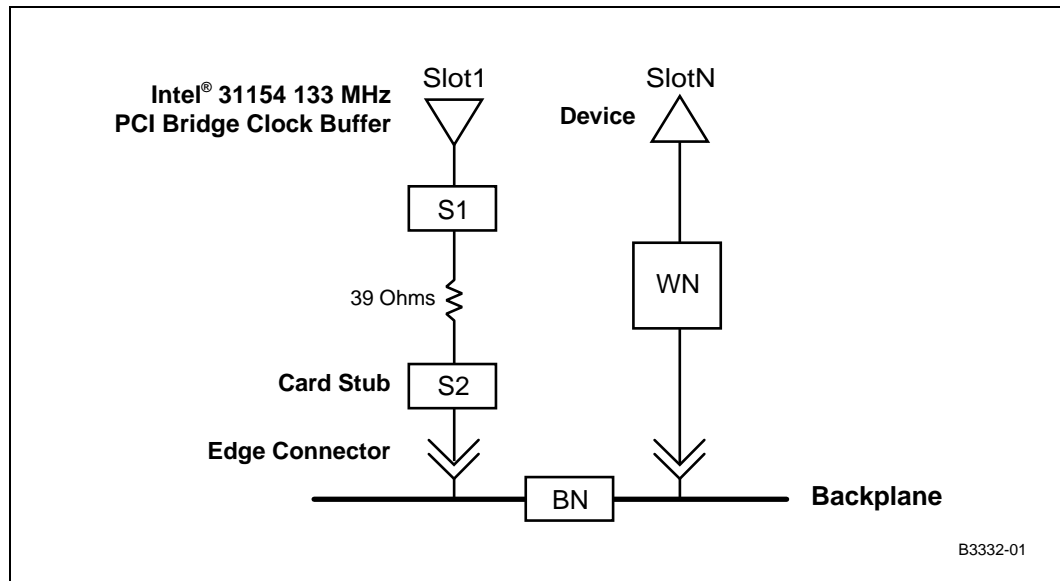 Slot1
SlotN
Intel® 31154 133 MHz
PCI Bridge Clock Buffer
Device
S1
WN
39 Ohms
Card Stub
S2
Edge Connector
BN
Backplane
B3332-01